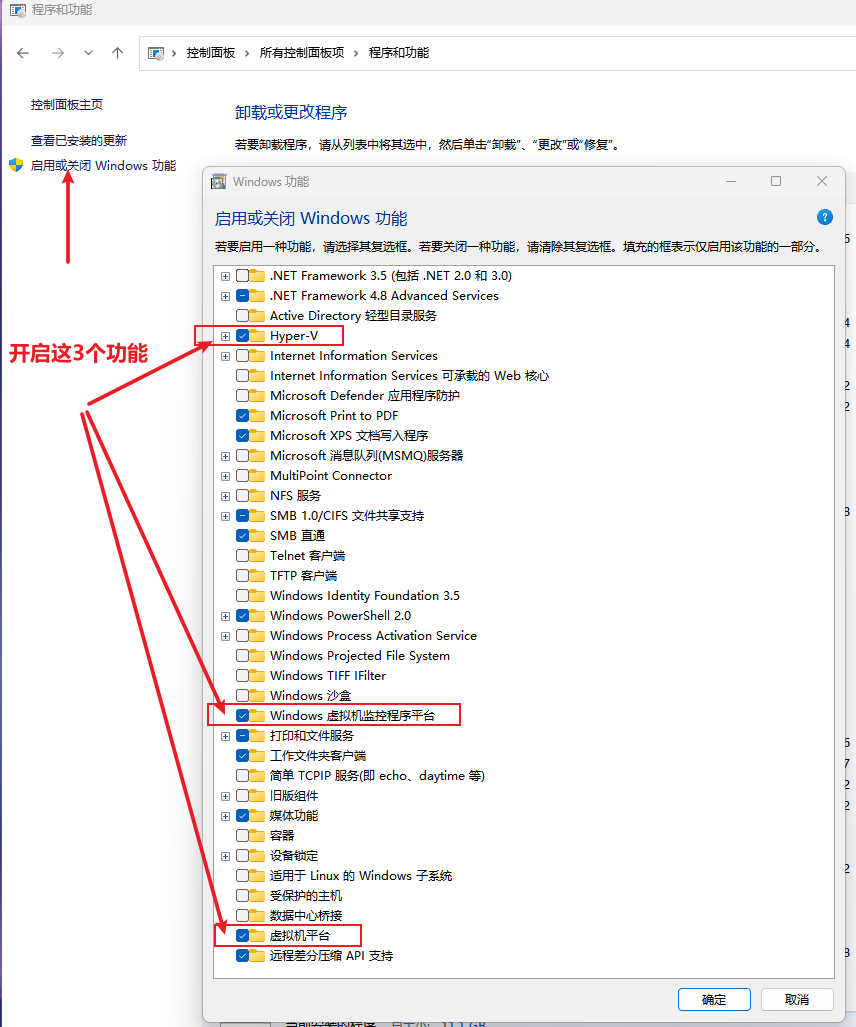 程序和功能
控制面板 › 所有控制面板项 › 程序和功能
控制面板主页
卸载或更改程序
查看已安装的更新
若要卸载程序，请从列表中将其选中，然后单击“卸载”、“更改”或“修复”。
启用或关闭 Windows 功能
Windows 功能
启用或关闭 Windows 功能
?
若要启用一种功能，请选择其复选框。若要关闭一种功能，请清除其复选框。填充的框表示仅启用该功能的一部分。
.NET Framework 3.5 (包括 .NET 2.0 和 3.0)
.NET Framework 4.8 Advanced Services
Active Directory 轻型目录服务
Hyper-V
开启这3个功能
Internet Information Services
Internet Information Services 可承载的 Web 核心
Microsoft Defender 应用程序防护
Microsoft Print to PDF
Microsoft XPS 文档写入程序
Microsoft 消息队列(MSMQ)服务器
MultiPoint Connector
NFS 服务
SMB 1.0/CIFS 文件共享支持
SMB 直通
Telnet 客户端
TFTP 客户端
Windows Identity Foundation 3.5
Windows PowerShell 2.0
Windows Process Activation Service
Windows Projected File System
Windows TIFF IFilter
Windows 沙盒
Windows 虚拟机监控程序平台
打印和文件服务
工作文件夹客户端
简单 TCPIP 服务(即 echo、daytime 等)
旧版组件
媒体功能
容器
设备锁定
适用于 Linux 的 Windows 子系统
受保护的主机
数据中心桥接
虚拟机平台
远程差分压缩 API 支持
确定
取消